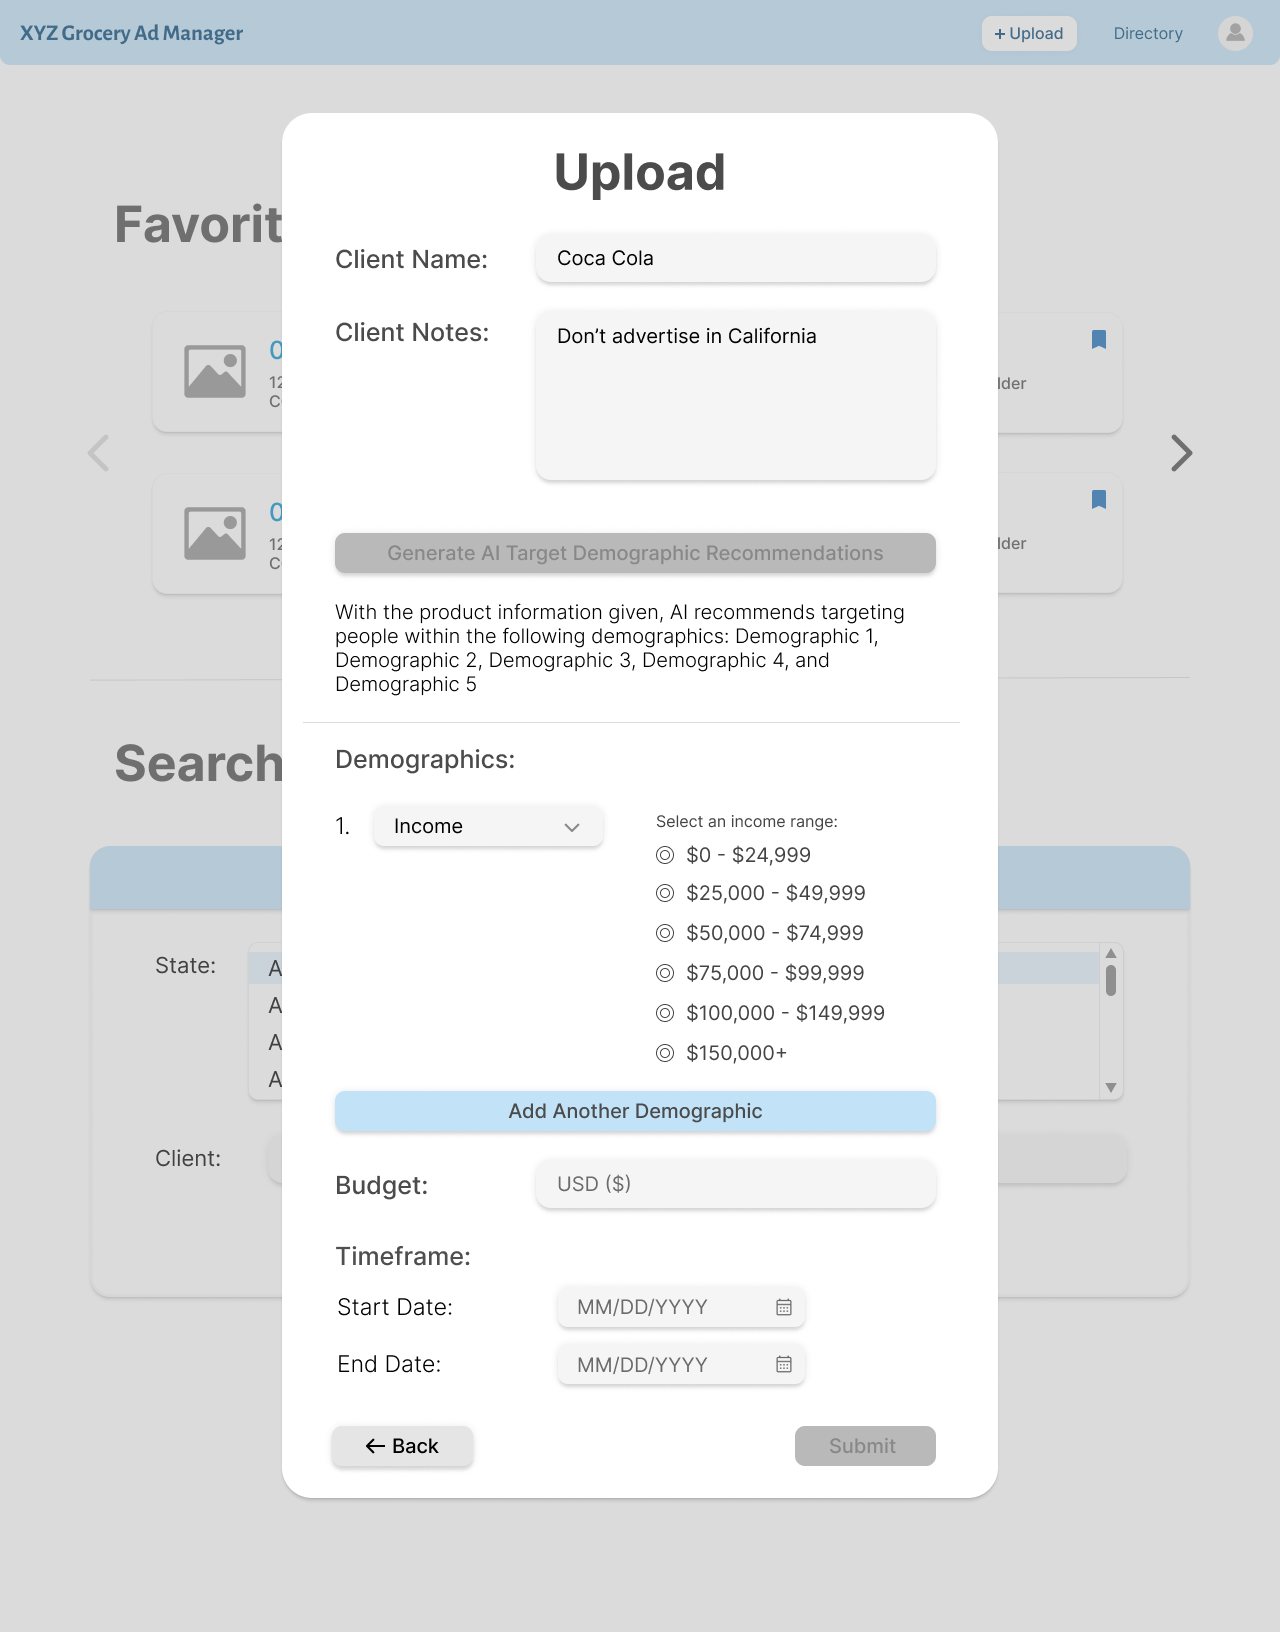 XYZ Grocery Ad Manager
+ Upload
Directory
Upload
Favorit
Client Name:
Coca Cola
Client Notes:
Don’t advertise in California
0
12
C
lder
0
12
C
lder
Generate AI Target Demographic Recommendations
With the product information given, AI recommends targeting
people within the following demographics: Demographic 1,
Demographic 2, Demographic 3, Demographic 4, and
Demographic 5
Search
Demographics:
1.
Income
Select an income range:
$0 - $24,999
$25,000 - $49,999
$50,000 - $74,999
$75,000 - $99,999
$100,000 - $149,999
$150,000+
State:
A
A
A
A
Add Another Demographic
Client:
Budget:
USD ($)
Timeframe:
Start Date:
MM/DD/YYYY
End Date:
MM/DD/YYYY
← Back
Submit